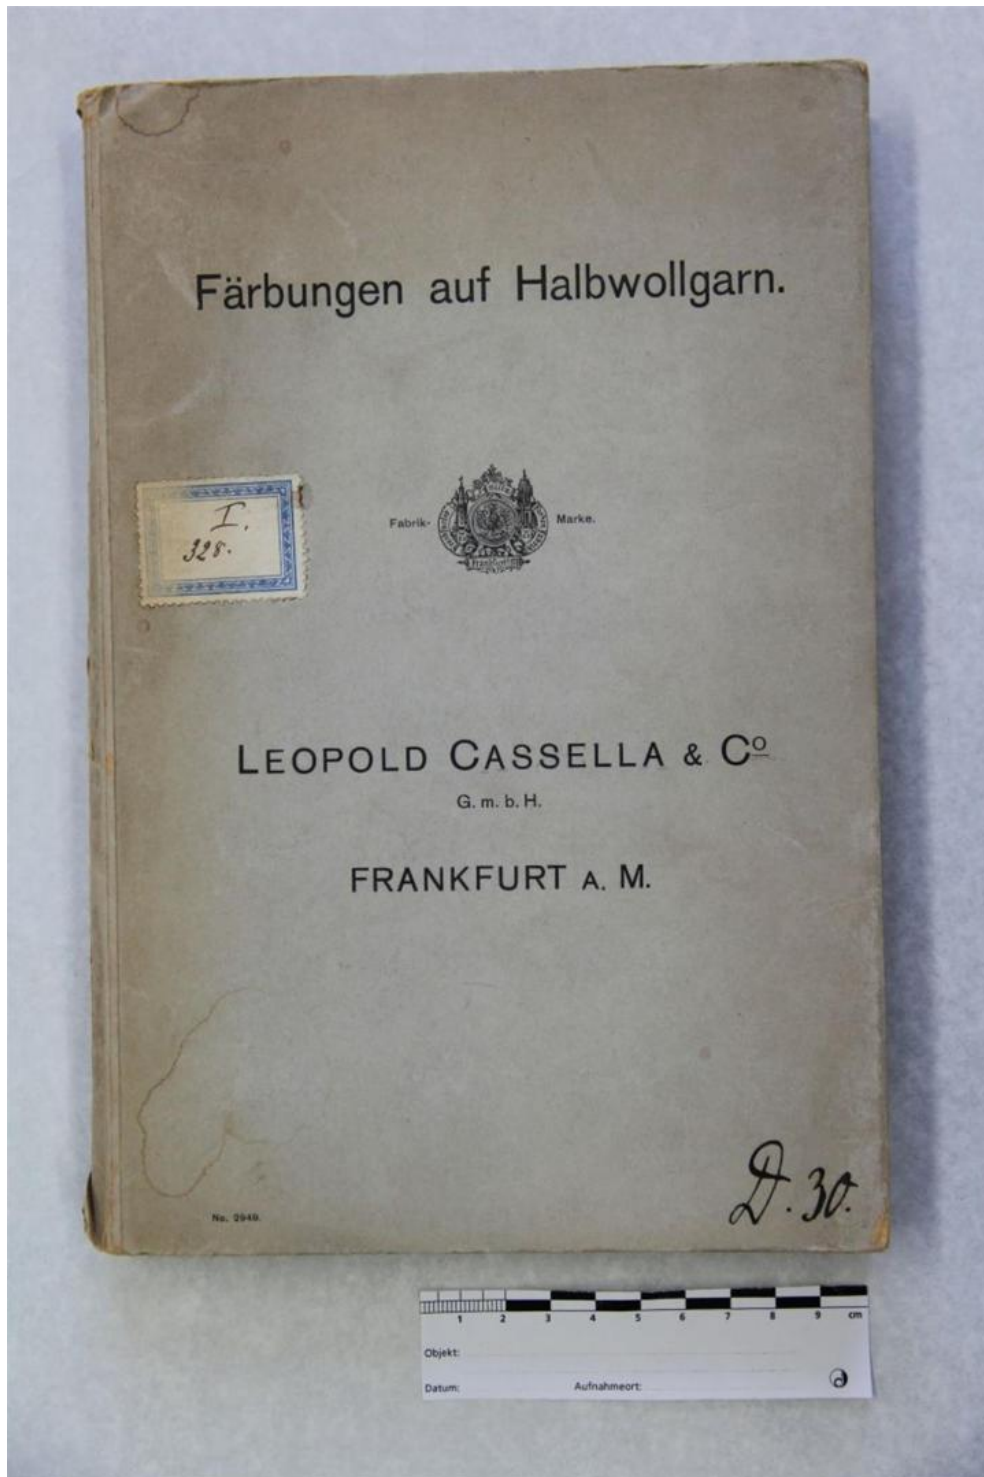 Färbungen auf Halbwollgarn.
I.
328.
Fabrik- Marke.
Frankfurt
LEOPOLD CASSELLA & Cº
G. m. b. H.
FRANKFURT A. M.
No. 2949.
D. 30.
1 2 3 4 5 6 7 8 9 cm
Objekt:
Datum: Aufnahmeort: